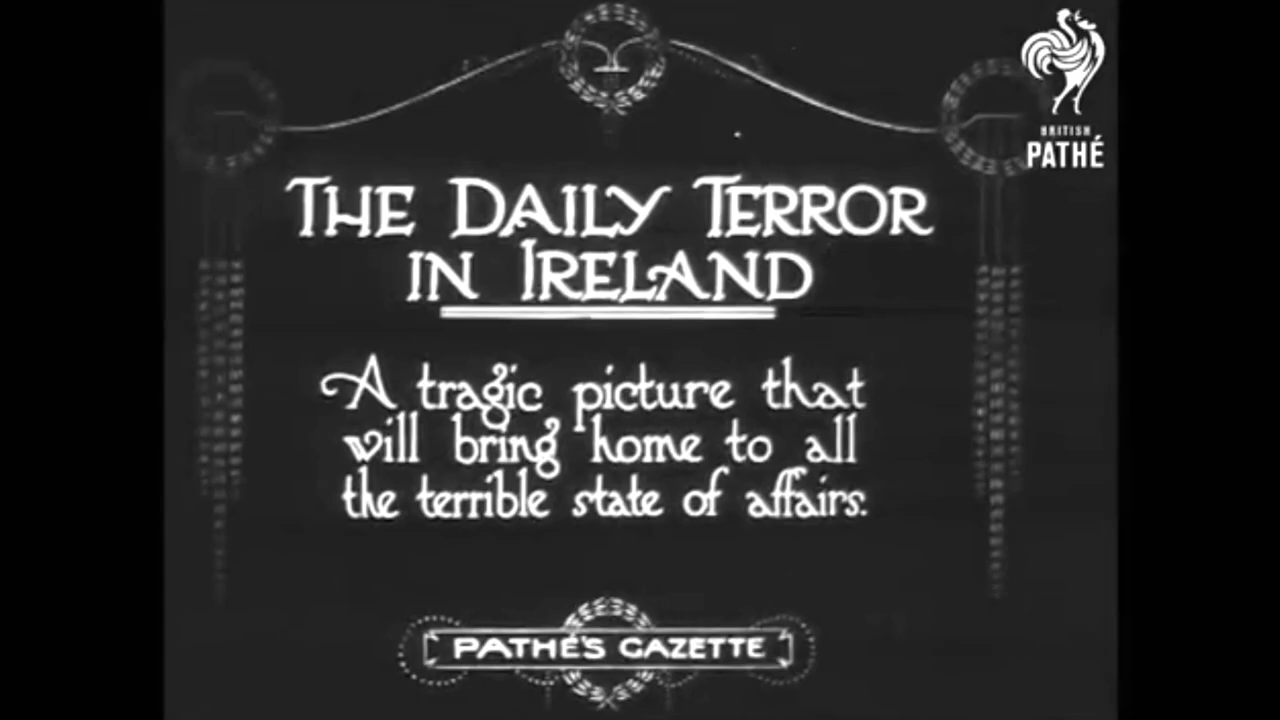 BRITISH
PATHÉ
THE DAILY TERROR
IN IRELAND
A tragic picture that
will bring home to all
the terrible state of affairs:
PATHÉ'S GAZETTE